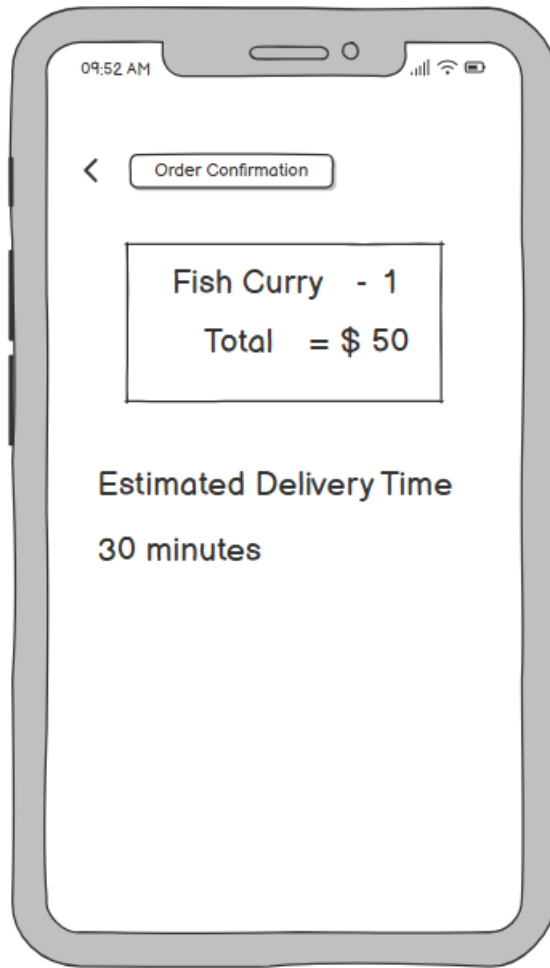 09:52 AM
Order Confirmation
Fish Curry - 1
Total = $ 50
Estimated Delivery Time
30 minutes